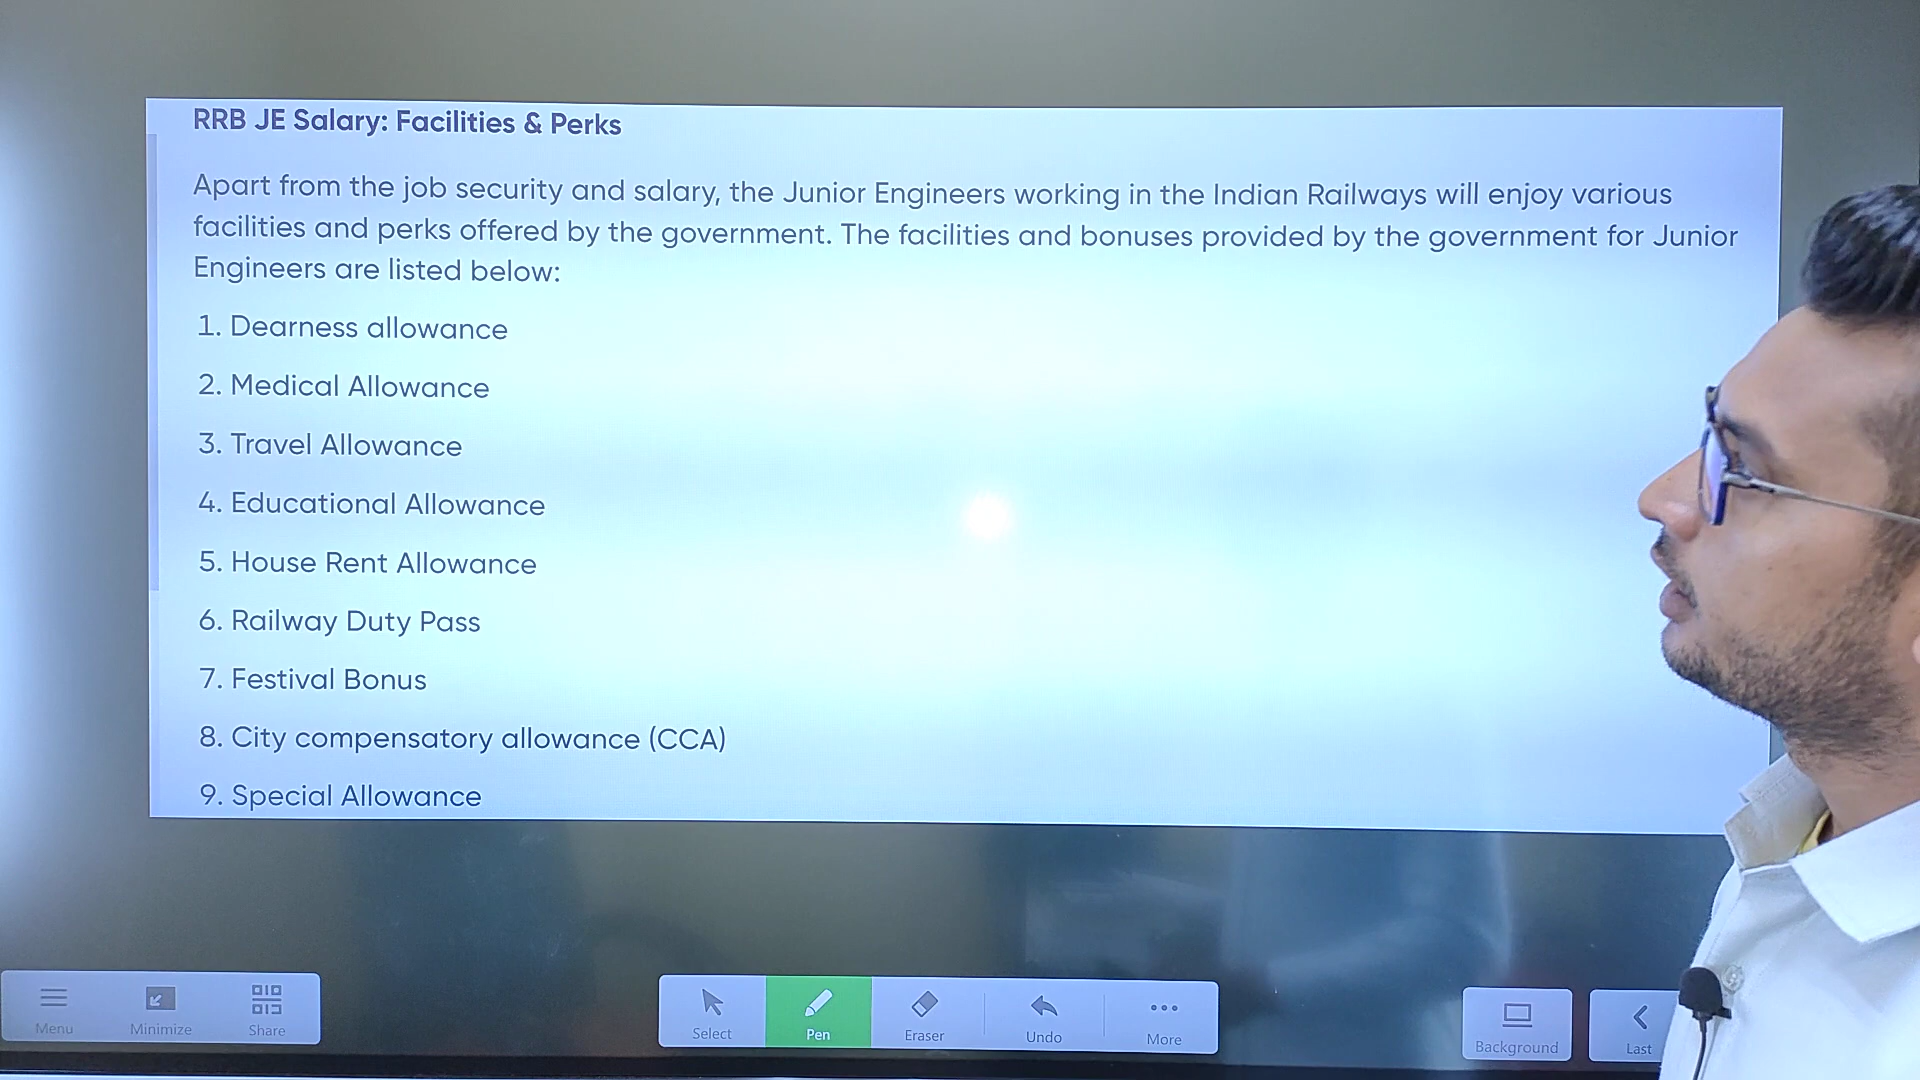 RRB JE Salary: Facilities & Perks
Apart from the job security and salary, the Junior Engineers working in the Indian Railways will enjoy various
facilities and perks offered by the government. The facilities and bonuses provided by the government for Junior
Engineers are listed below:
1. Dearness allowance
2. Medical Allowance
3. Travel Allowance
4. Educational Allowance
5. House Rent Allowance
6. Railway Duty Pass
7. Festival Bonus
8. City compensatory allowance (CCA)
9. Special Allowance
Menu Minimize Share Select Pen Eraser Undo More Background Last